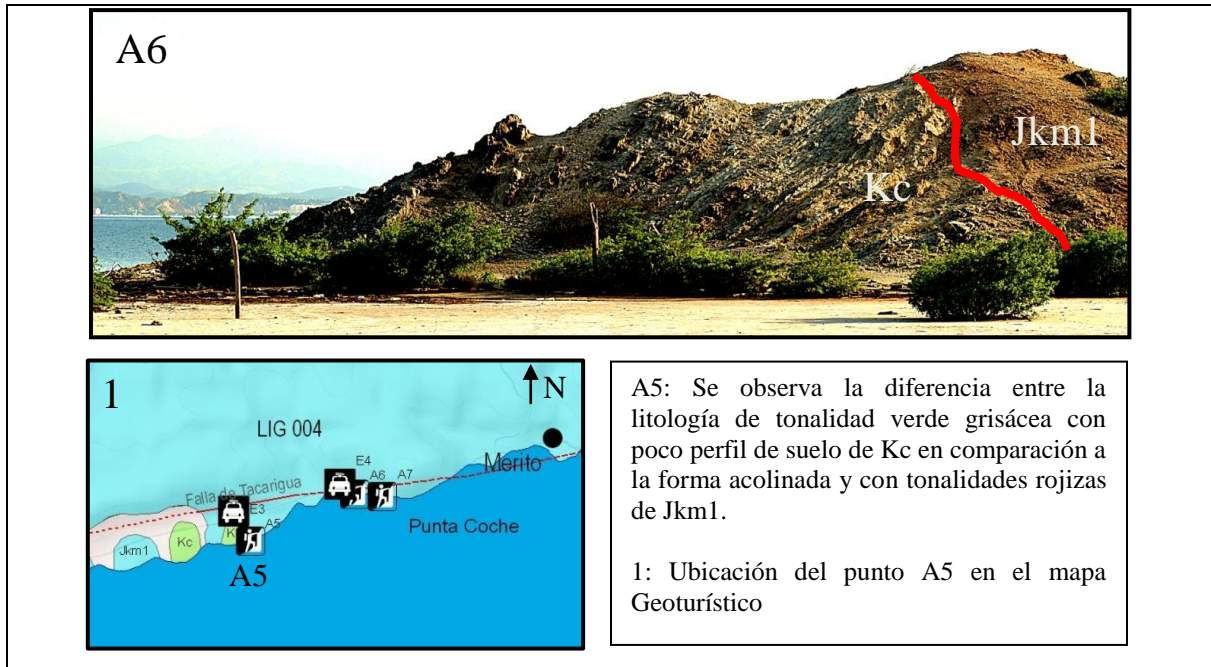 A6
Jkm1
Kc
1
N
LIG 004
E4
Merito
A6 A7
Falla de Tacarigua
E3
Punta Coche
A5
Jkm1
Kc
K
A5
A5: Se observa la diferencia entre la
litología de tonalidad verde grisácea con
poco perfil de suelo de Kc en comparación a
la forma acolinada y con tonalidades rojizas
de Jkm1.
1: Ubicación del punto A5 en el mapa
Geoturístico